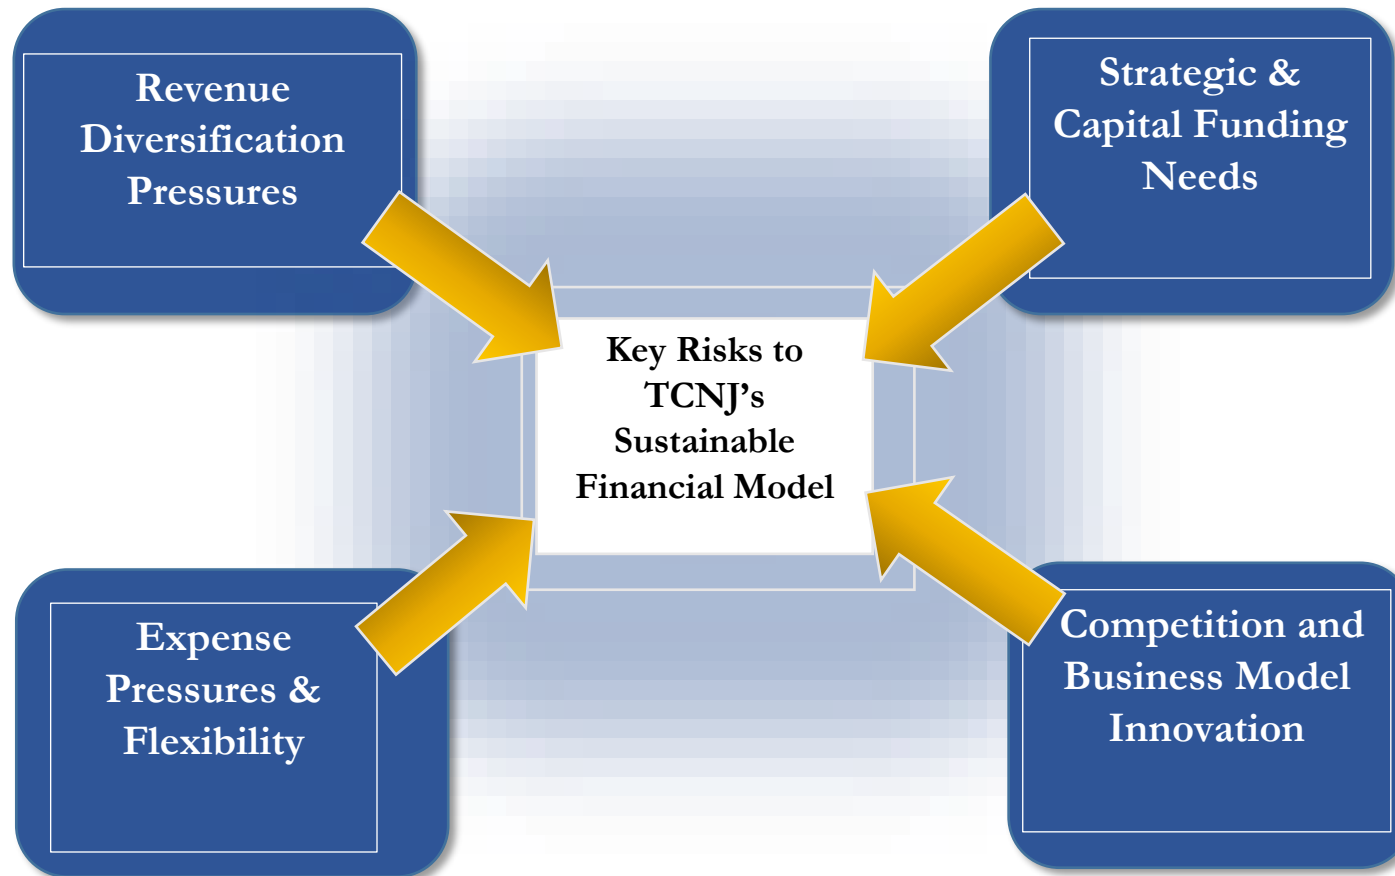 Revenue
Diversification
Pressures
Strategic &
Capital Funding
Needs
Key Risks to
TCNJ’s
Sustainable
Financial Model
Expense
Pressures &
Flexibility
Competition and
Business Model
Innovation